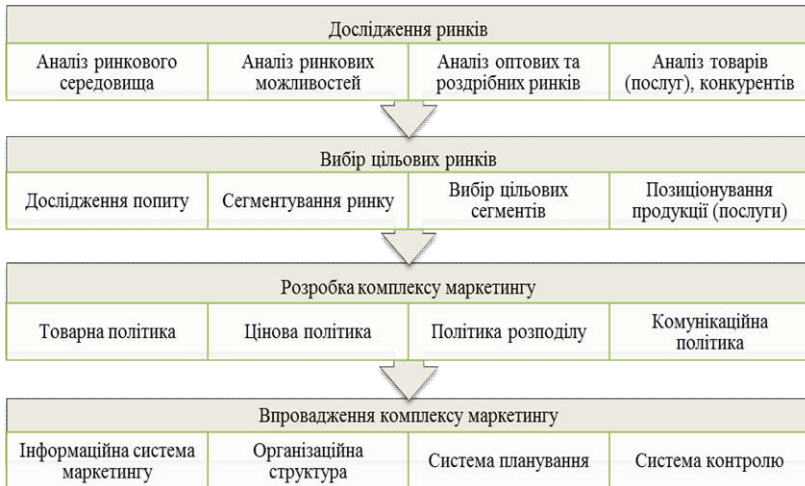 Дослідження ринків
Аналіз ринкового
середовища
Аналіз ринкових
можливостей
Аналіз оптових та
роздрібних ринків
Аналіз товарів
(послуг), конкурентів
Вибір цільових ринків
Дослідження попиту
Сегментування ринку
Вибір цільових
сегментів
Позиціонування
продукції (послуги)
Розробка комплексу маркетингу
Товарна політика
Цінова політика
Політика розподілу
Комунікаційна
політика
Впровадження комплексу маркетингу
Інформаційна система
маркетингу
Організаційна
структура
Система планування
Система контролю